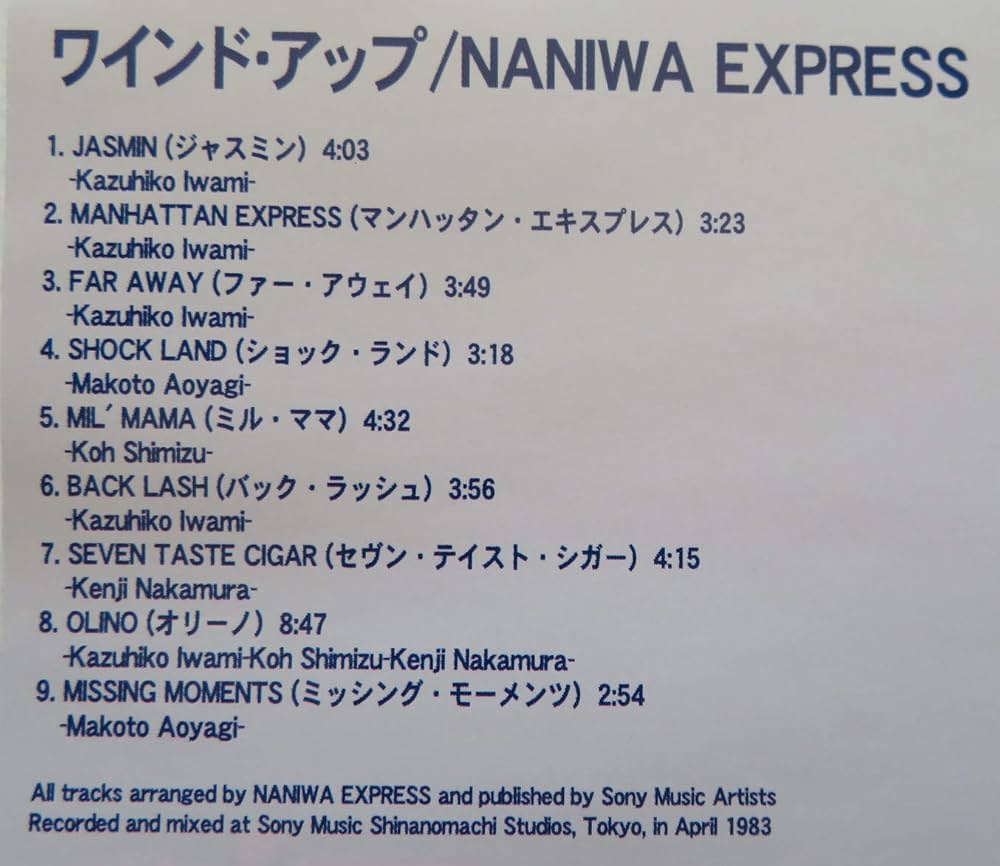 ワインド・アップ/NANIWA EXPRESS
1. JASMIN (ジャスミン) 4:03
-Kazuhiko Iwami-
2. MANHATTAN EXPRESS (マンハッタン・エキスプレス) 3:23
-Kazuhiko Iwami-
3. FAR AWAY (ファー・アウェイ) 3:49
-Kazuhiko Iwami-
4. SHOCK LAND (ショック・ランド) 3:18
-Makoto Aoyagi-
5. MIL' MAMA (ミル・ママ) 4:32
-Koh Shimizu-
6. BACK LASH (バック・ラッシュ) 3:56
-Kazuhiko Iwami-
7. SEVEN TASTE CIGAR (セヴン・テイスト・シガー) 4:15
-Kenji Nakamura-
8. OLINO (オリーノ) 8:47
-Kazuhiko Iwami-Koh Shimizu-Kenji Nakamura-
9. MISSING MOMENTS (ミッシング・モーメンツ) 2:54
-Makoto Aoyagi-
All tracks arranged by NANIWA EXPRESS and published by Sony Music Artists
Recorded and mixed at Sony Music Shinanomachi Studios, Tokyo, in April 1983